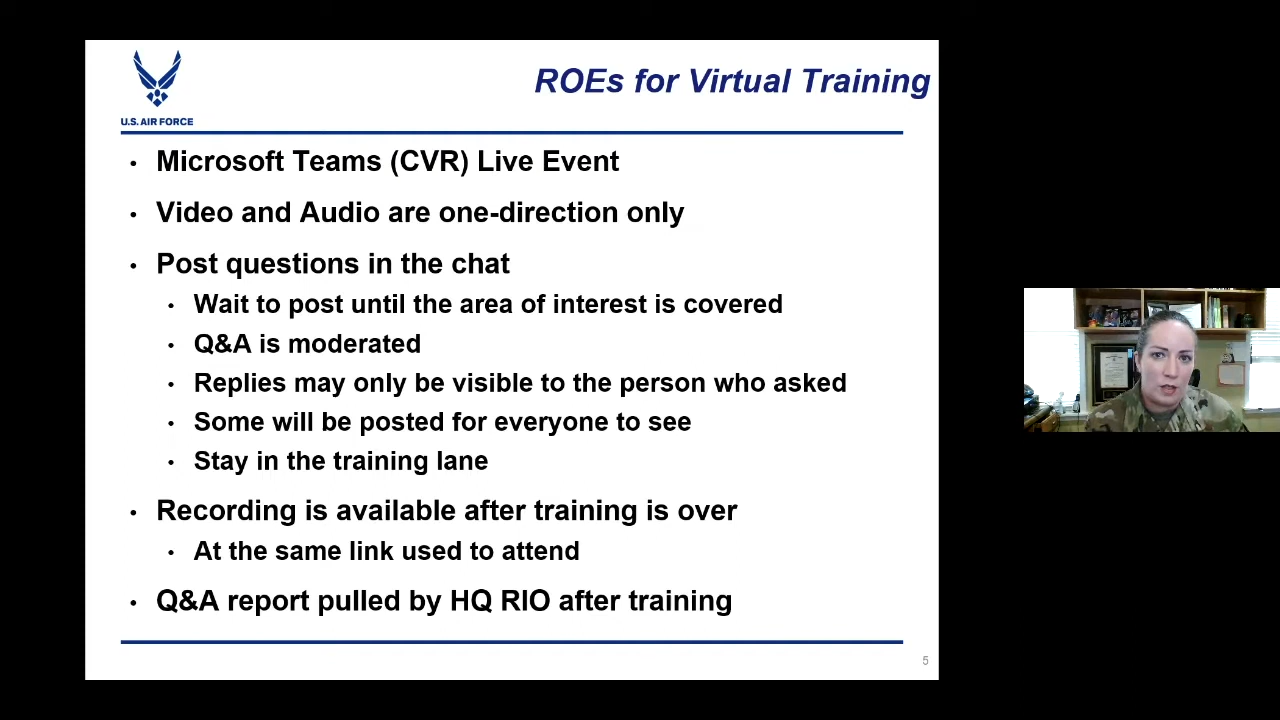 U.S. AIR FORCE
ROEs for Virtual Training
• Microsoft Teams (CVR) Live Event
• Video and Audio are one-direction only
• Post questions in the chat
• Wait to post until the area of interest is covered
• Q&A is moderated
• Replies may only be visible to the person who asked
• Some will be posted for everyone to see
• Stay in the training lane
• Recording is available after training is over
• At the same link used to attend
• Q&A report pulled by HQ RIO after training
5